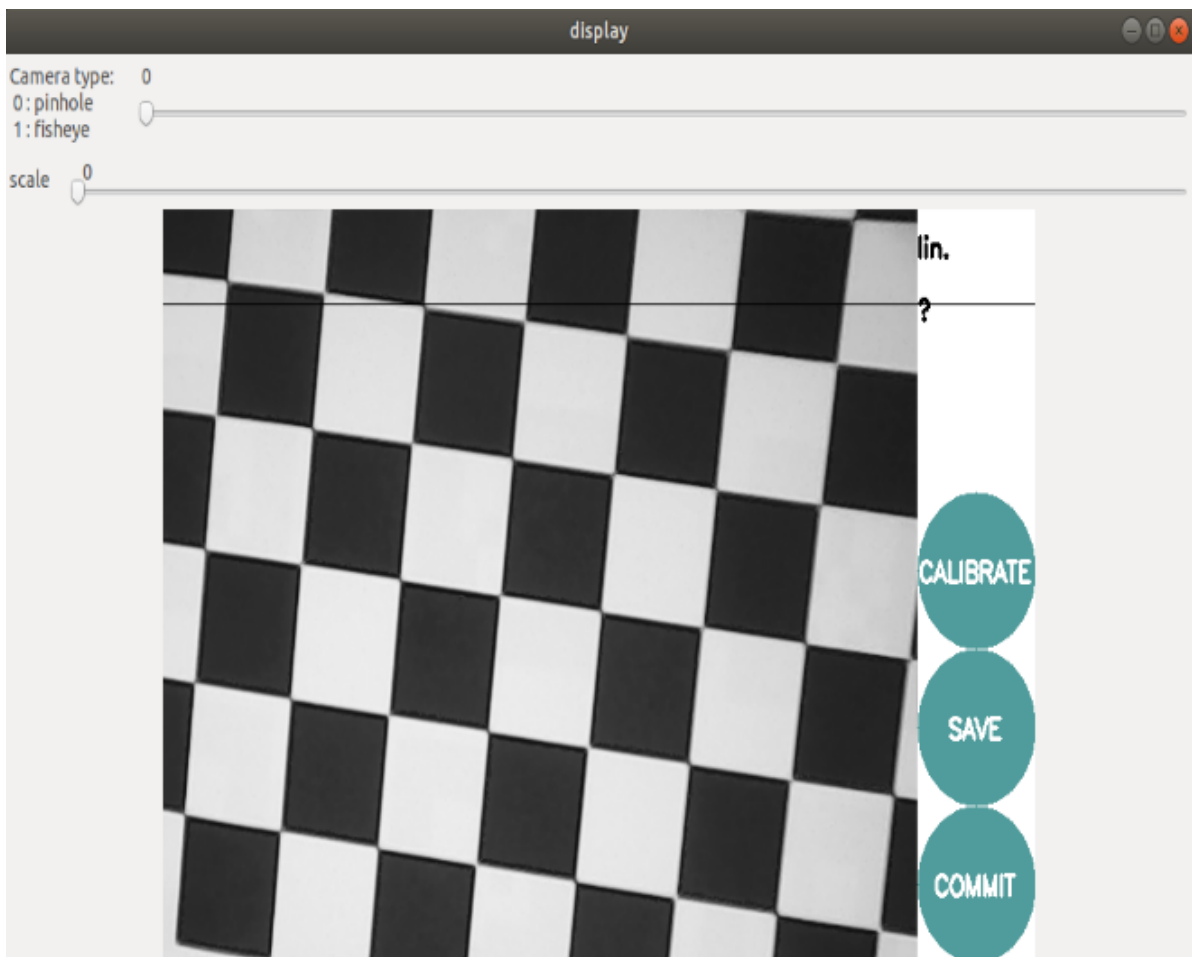 display
Camera type: 0
0 : pinhole
1 : fisheye
scale 0
lin.
?
CALIBRATE
SAVE
COMMIT